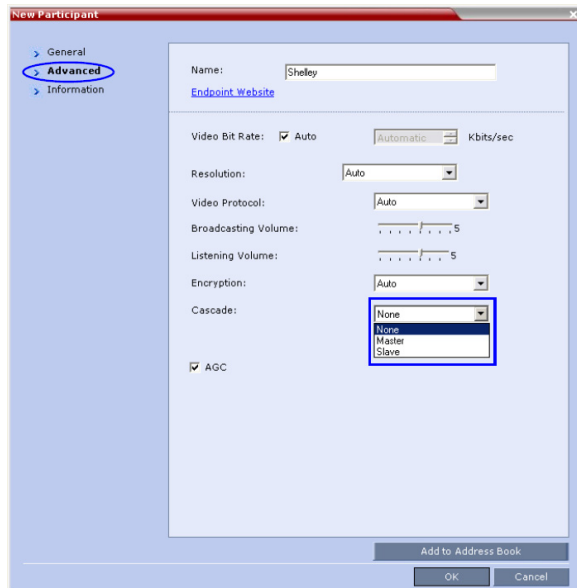 New Participant
General
Advanced
Information
Name: Shelley
Endpoint Website
Video Bit Rate: Auto Automatic Kbits/sec
Resolution: Auto
Video Protocol: Auto
Broadcasting Volume: 5
Listening Volume: 5
Encryption: Auto
Cascade: None
None
Master
Slave
AGC
Add to Address Book
OK Cancel